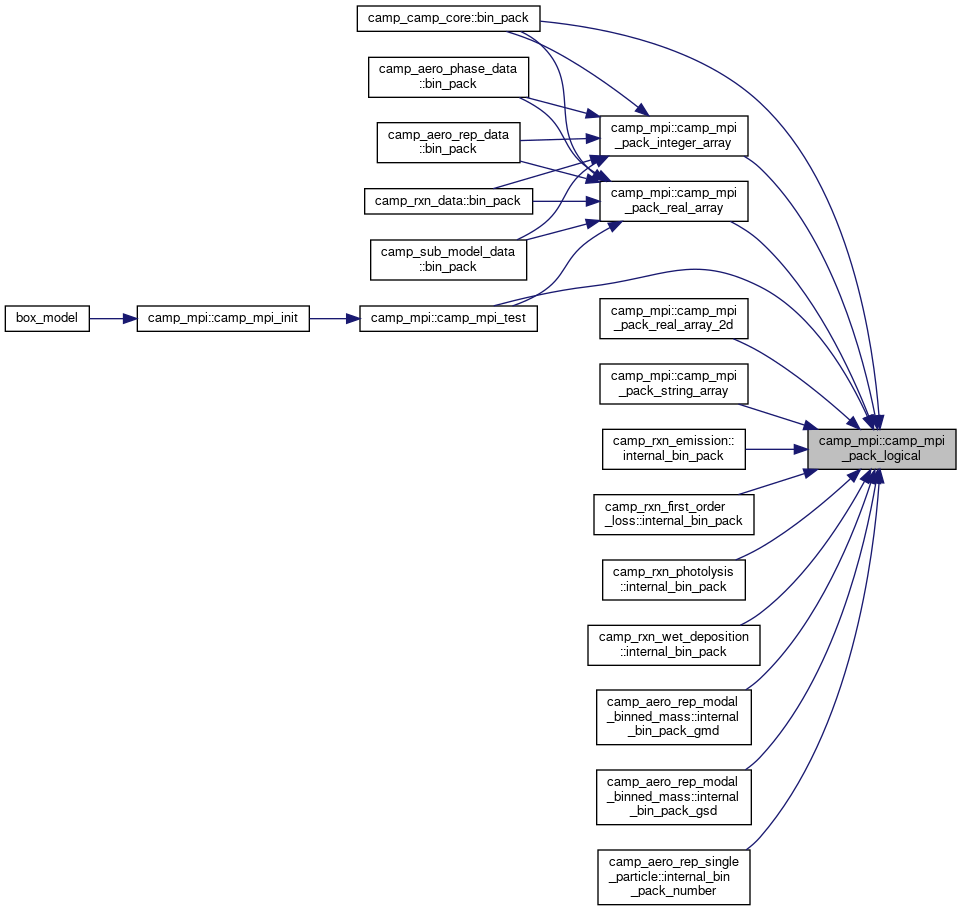 camp_camp_core::bin_pack
camp_aero_phase_data
::bin_pack
camp_mpi::camp_mpi
_pack_integer_array
camp_aero_rep_data
::bin_pack
camp_rxn_data::bin_pack
camp_mpi::camp_mpi
_pack_real_array
camp_sub_model_data
::bin_pack
box_model
camp_mpi::camp_mpi_init
camp_mpi::camp_mpi_test
camp_mpi::camp_mpi
_pack_real_array_2d
camp_mpi::camp_mpi
_pack_string_array
camp_rxn_emission::
internal_bin_pack
camp_mpi::camp_mpi
_pack_logical
camp_rxn_first_order
_loss::internal_bin_pack
camp_rxn_photolysis
::internal_bin_pack
camp_rxn_wet_deposition
::internal_bin_pack
camp_aero_rep_modal
_binned_mass::internal
_bin_pack_gmd
camp_aero_rep_modal
_binned_mass::internal
_bin_pack_gsd
camp_aero_rep_single
_particle::internal_bin
_pack_number